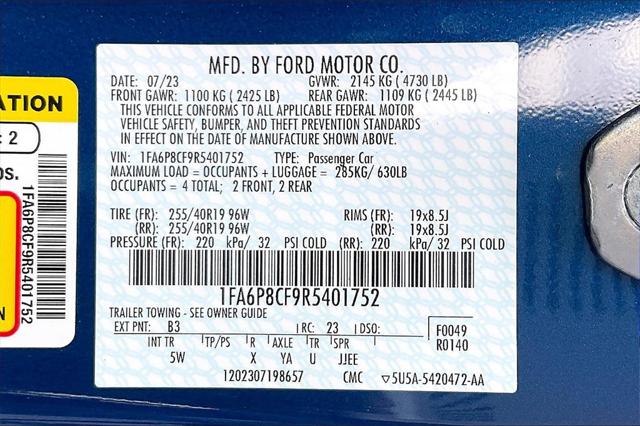 MFD. BY FORD MOTOR CO.
DATE: 07/23 GVWR: 2145 KG ( 4730 LB)
FRONT GAWR: 1100 KG ( 2425 LB) REAR GAWR: 1109 KG ( 2445 LB)
THIS VEHICLE CONFORMS TO ALL APPLICABLE FEDERAL MOTOR
VEHICLE SAFETY, BUMPER, AND THEFT PREVENTION STANDARDS
IN EFFECT ON THE DATE OF MANUFACTURE SHOWN ABOVE.
VIN: 1FA6P8CF9R5401752 TYPE: Passenger Car
MAXIMUM LOAD = OCCUPANTS + LUGGAGE = 285KG/ 630LB
OCCUPANTS = 4 TOTAL; 2 FRONT, 2 REAR
TIRE (FR): 255/40R19 96W RIMS (FR): 19x8.5J
(RR): 255/40R19 96W (RR): 19x8.5J
PRESSURE (FR): 220 kPa/ 32 PSI COLD (RR): 220 kPa/ 32 PSI COLD
1FA6P8CF9R5401752
TRAILER TOWING - SEE OWNER GUIDE
EXT PNT: B3 RC: 23 DSO: F0049
INT TR TP/PS R AXLE TR SPR R0140
5W X YA U JJEE
1202307198657 CMC ▽5U5A-5420472-AA
ATION
: 2
os.
1FA6P8CF9R5401752
N